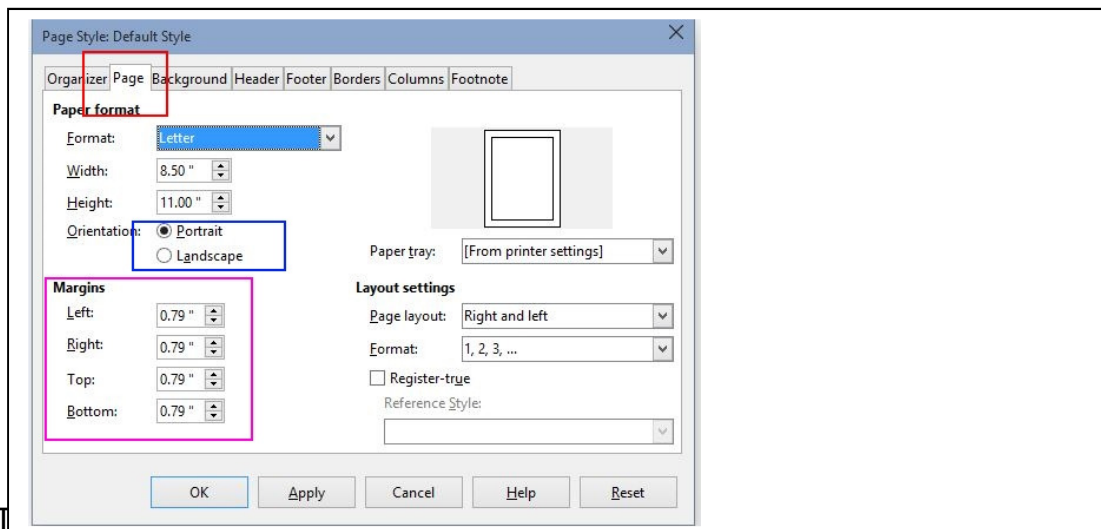 Page Style: Default Style
Organizer Page Background Header Footer Borders Columns Footnote
Paper format
Format: Letter
Width: 8.50 "
Height: 11.00 "
Orientation: Portrait
Landscape
Paper tray: [From printer settings]
Margins
Left: 0.79 "
Right: 0.79 "
Top: 0.79 "
Bottom: 0.79 "
Layout settings
Page layout: Right and left
Format: 1, 2, 3, ...
Register-true
Reference Style:
OK Apply Cancel Help Reset